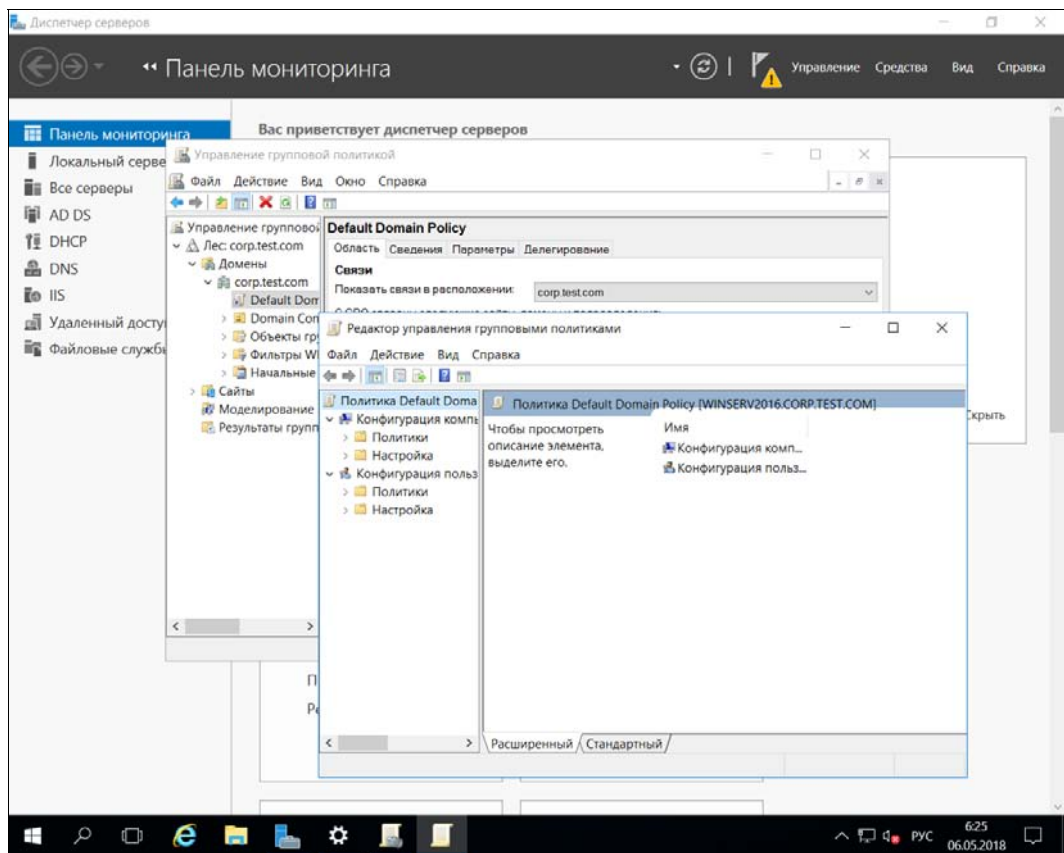 Диспетчер серверов
Панель мониторинга
Управление Средства Вид Справка
Панель мониторинга
Локальный серве
Все серверы
AD DS
DHCP
DNS
IIS
Удаленный досту
Файловые служб
Вас приветствует диспетчер серверов
Управление групповой политикой
Файл Действие Вид Окно Справка
Управление групповой
Лес: corp.test.com
Домены
corp.test.com
Default Dom
Domain Con
Объекты гр
Фильтры WI
Начальные
Сайты
Моделирование
Результаты групп
Default Domain Policy
Область Сведения Параметры Делегирование
Связи
Показать связи в расположении: corp.test.com
Редактор управления групповыми политиками
Файл Действие Вид Справка
Политика Default Doma
Конфигурация компь
Политики
Настройка
Конфигурация польз
Политики
Настройка
Политика Default Domain Policy [WINSERV2016.CORP.TEST.COM]
Чтобы просмотреть
описание элемента,
выделите его.
Имя
Конфигурация комп...
Конфигурация польз...
Расширенный Стандартный
Скрыть
РУС
6:25
06.05.2018